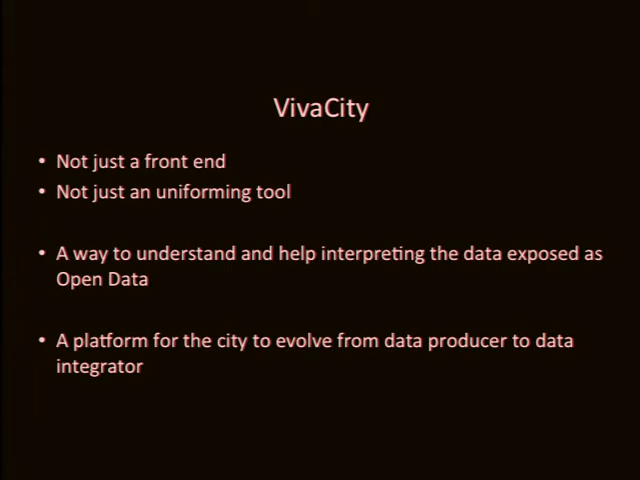 VivaCity
• Not just a front end
• Not just an uniforming tool
• A way to understand and help interpreting the data exposed as
Open Data
• A platform for the city to evolve from data producer to data
integrator